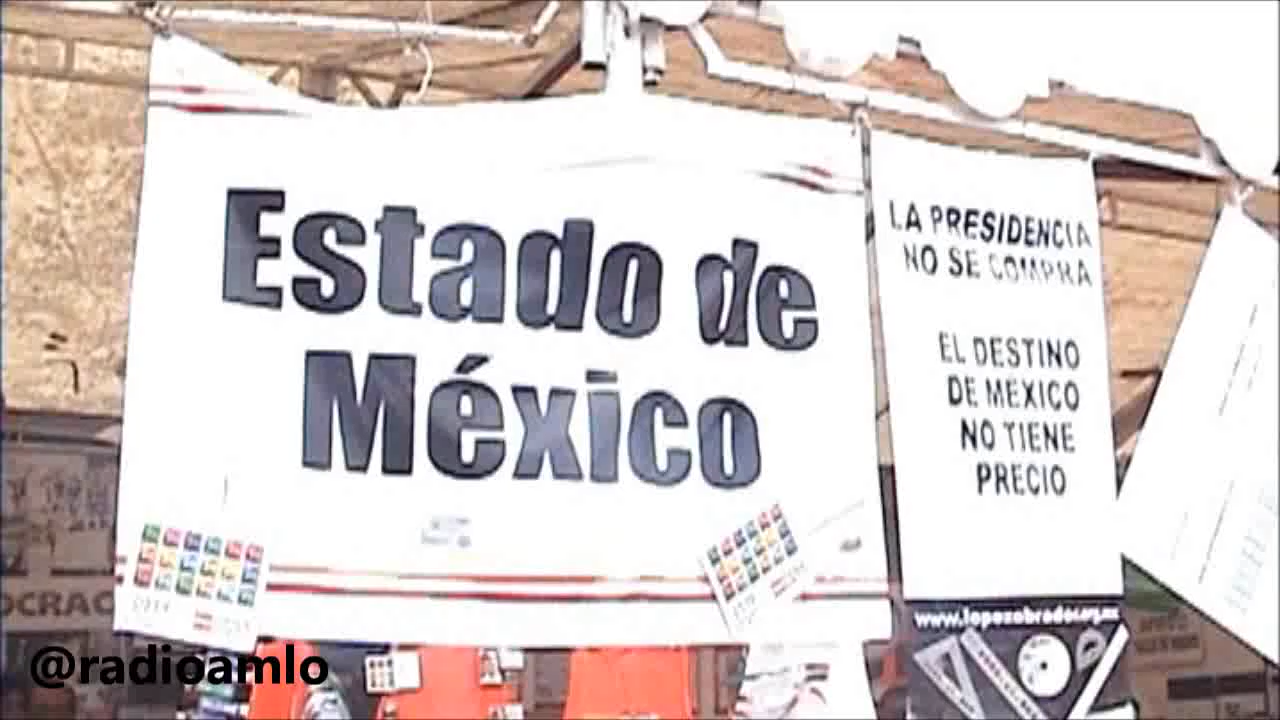 Estado de
México
LA PRESIDENCIA
NO SE COMPRA
EL DESTINO
DE MEXICO
NO TIENE
PRECIO
www.lopezobrador.org.mx
OCRAC
@radioamlo